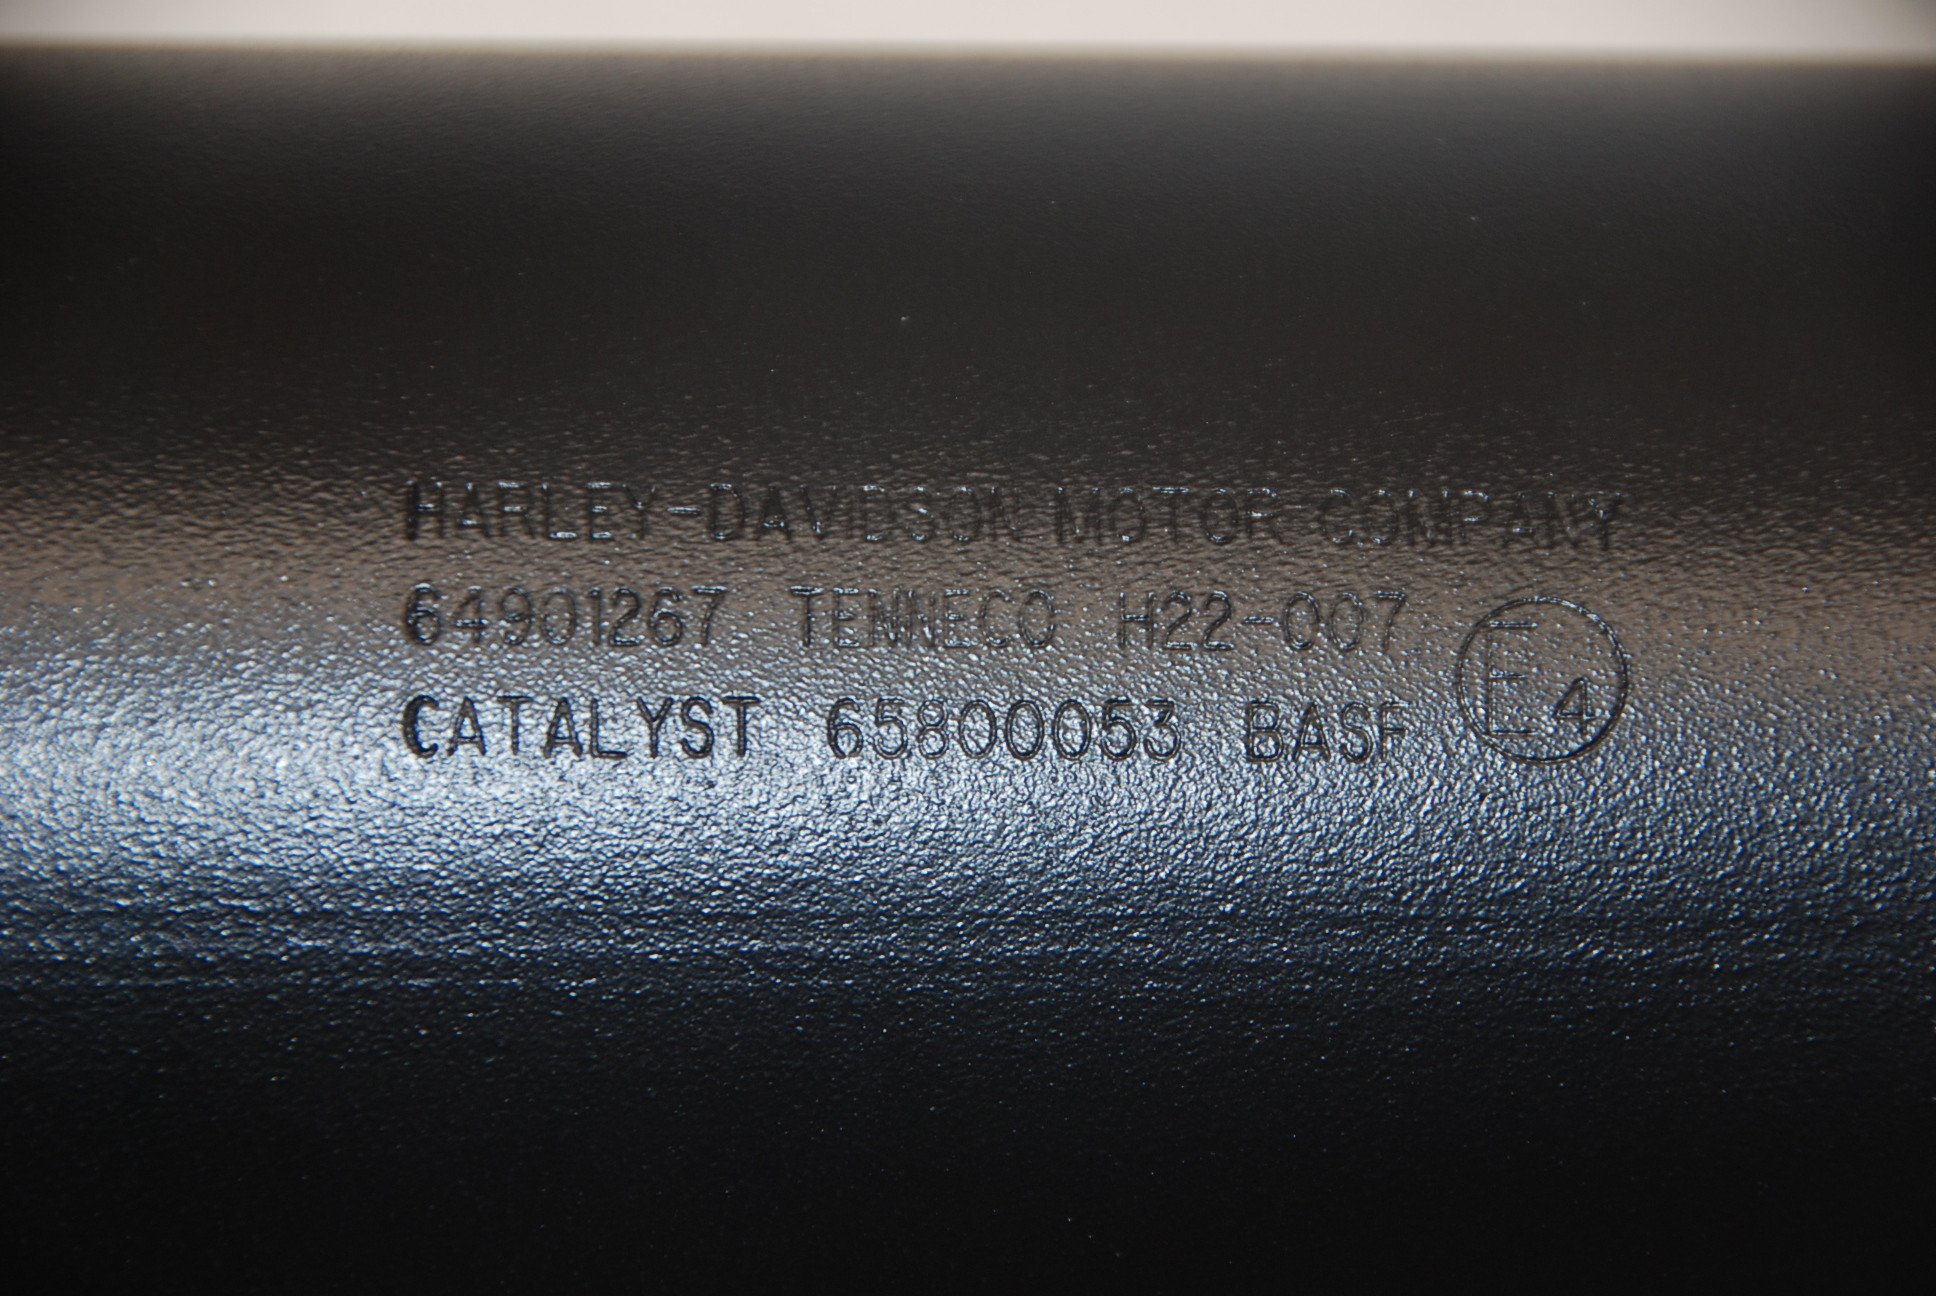 HARLEY-DAVIDSON MOTOR COMPANY
64901267 TENNECO H22-007
CATALYST 65800053 BASF
E4